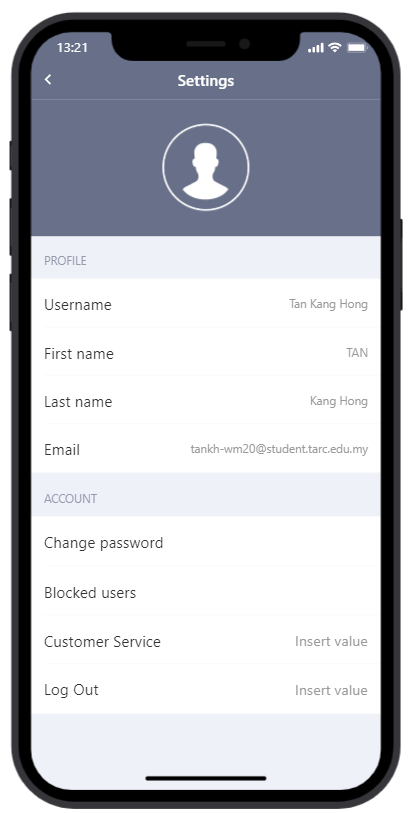 13:21
Settings
PROFILE
Username Tan Kang Hong
First name TAN
Last name Kang Hong
Email tankh-wm20@student.tarc.edu.my
ACCOUNT
Change password
Blocked users
Customer Service Insert value
Log Out Insert value